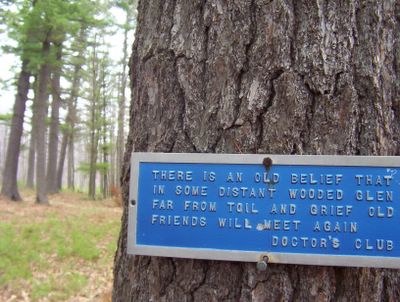 THERE IS AN OLD BELIEF THAT
IN SOME DISTANT WOODED GLEN
FAR FROM TOIL AND GRIEF OLD
FRIENDS WILL MEET AGAIN
DOCTOR'S CLUB